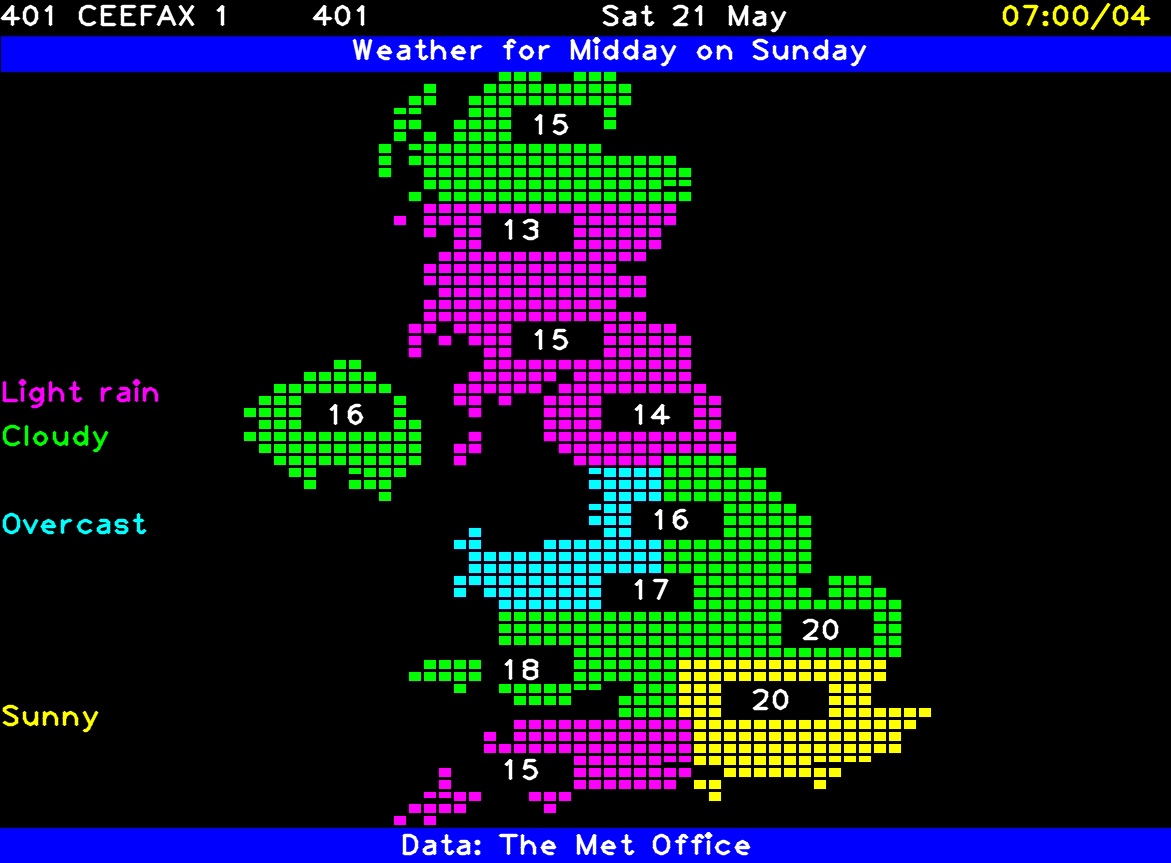 401 CEEFAX 1 401 Sat 21 May 07:00/04
Weather for Midday on Sunday
15
13
15
Light rain
16 14
Cloudy
16
Overcast
17
20
18
20
Sunny
15
Data: The Met Office